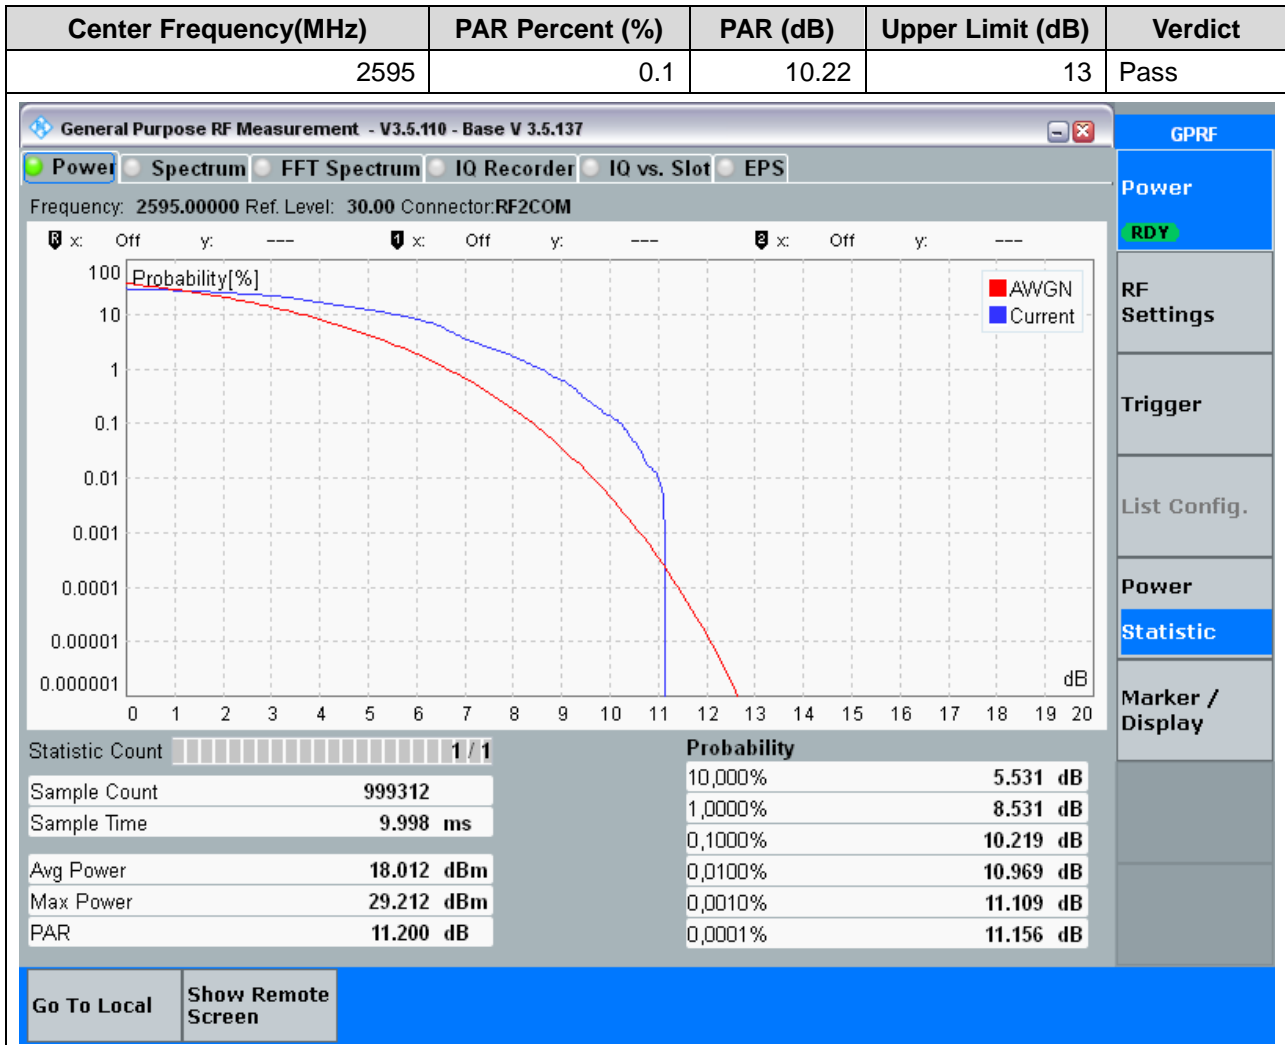 Center Frequency(MHz) PAR Percent (%) PAR (dB) Upper Limit (dB) Verdict
2595 0.1 10.22 13 Pass
General Purpose RF Measurement - V3.5.110 - Base V 3.5.137
GPRF
Power Spectrum FFT Spectrum IQ Recorder IQ vs. Slot EPS
Power
RDY
Frequency: 2595.00000 Ref. Level: 30.00 Connector:RF2COM
R x: Off y: --- 1 x: Off y: --- 2 x: Off y: ---
Probability[%]
AWGN
Current
100
10
1
0.1
0.01
0.001
0.0001
0.00001
0.000001
dB
0 1 2 3 4 5 6 7 8 9 10 11 12 13 14 15 16 17 18 19 20
RF
Settings
Trigger
List Config.
Power
Statistic
Marker /
Display
Statistic Count 1 / 1
Sample Count 999312
Sample Time 9.998 ms
Avg Power 18.012 dBm
Max Power 29.212 dBm
PAR 11.200 dB
Probability
10,000% 5.531 dB
1,0000% 8.531 dB
0,1000% 10.219 dB
0,0100% 10.969 dB
0,0010% 11.109 dB
0,0001% 11.156 dB
Go To Local
Show Remote
Screen